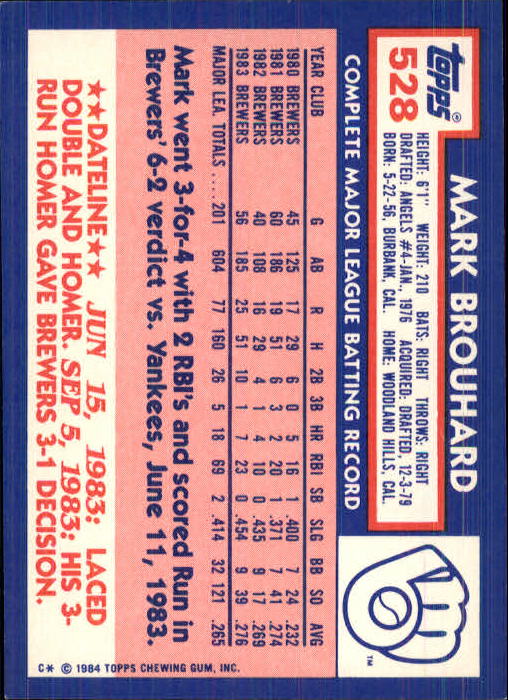 Topps®
528
MARK BROUHARD
HEIGHT: 6'1" WEIGHT: 210 BATS: RIGHT THROWS: RIGHT
DRAFTED: ANGELS #4-JAN., 1976 ACQUIRED: DRAFTED, 12-3-79
BORN: 5-22-56, BURBANK, CAL. HOME: WOODLAND HILLS, CAL.
COMPLETE MAJOR LEAGUE BATTING RECORD
YEAR CLUB G AB R H 2B 3B HR RBI SB SLG BB SO AVG
1980 BREWERS 45 125 17 29 6 0 5 16 1 .400 7 24 .232
1981 BREWERS 60 186 19 51 6 3 2 20 1 .371 7 41 .274
1982 BREWERS 40 108 16 29 4 1 4 10 0 .435 9 17 .269
1983 BREWERS 56 185 25 51 10 1 7 23 0 .454 9 39 .276
MAJOR LEA. TOTALS ....201 604 77 160 26 5 18 69 2 .414 32 121 .265
Mark went 3-for-4 with 2 RBI's and scored Run in
Brewers' 6-2 verdict vs. Yankees, June 11, 1983.
★★DATELINE★★ JUN 15, 1983: LACED
DOUBLE AND HOMER. SEP 5, 1983: HIS 3-
RUN HOMER GAVE BREWERS 3-1 DECISION.
TM
C* © 1984 TOPPS CHEWING GUM, INC.